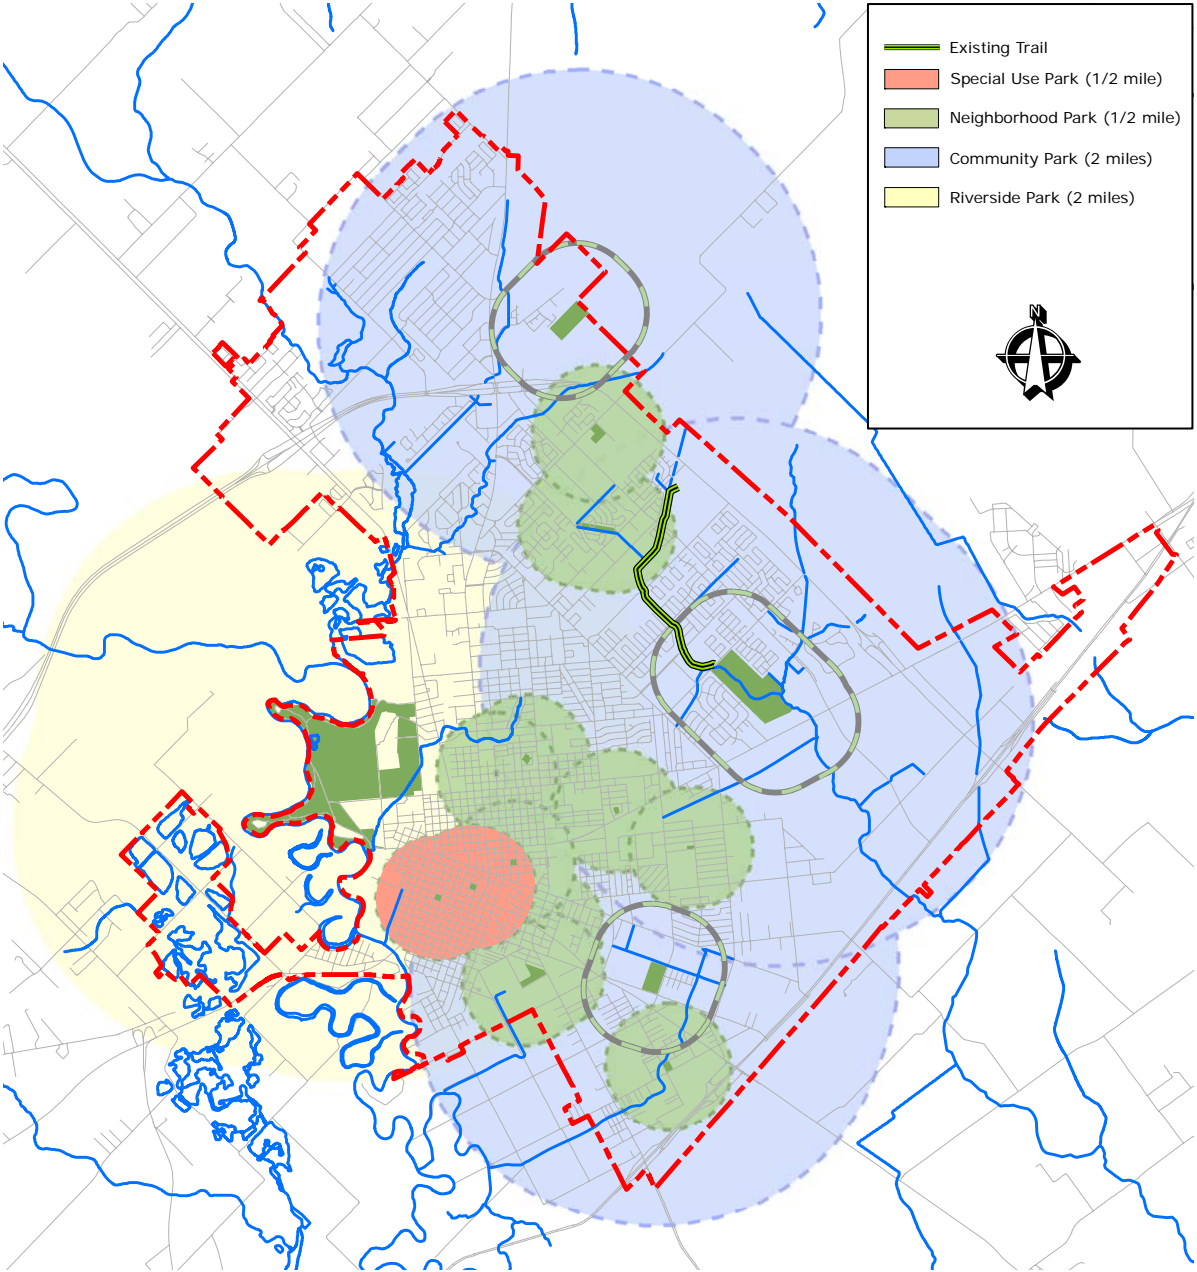 Existing Trail
Special Use Park (1/2 mile)
Neighborhood Park (1/2 mile)
Community Park (2 miles)
Riverside Park (2 miles)
N